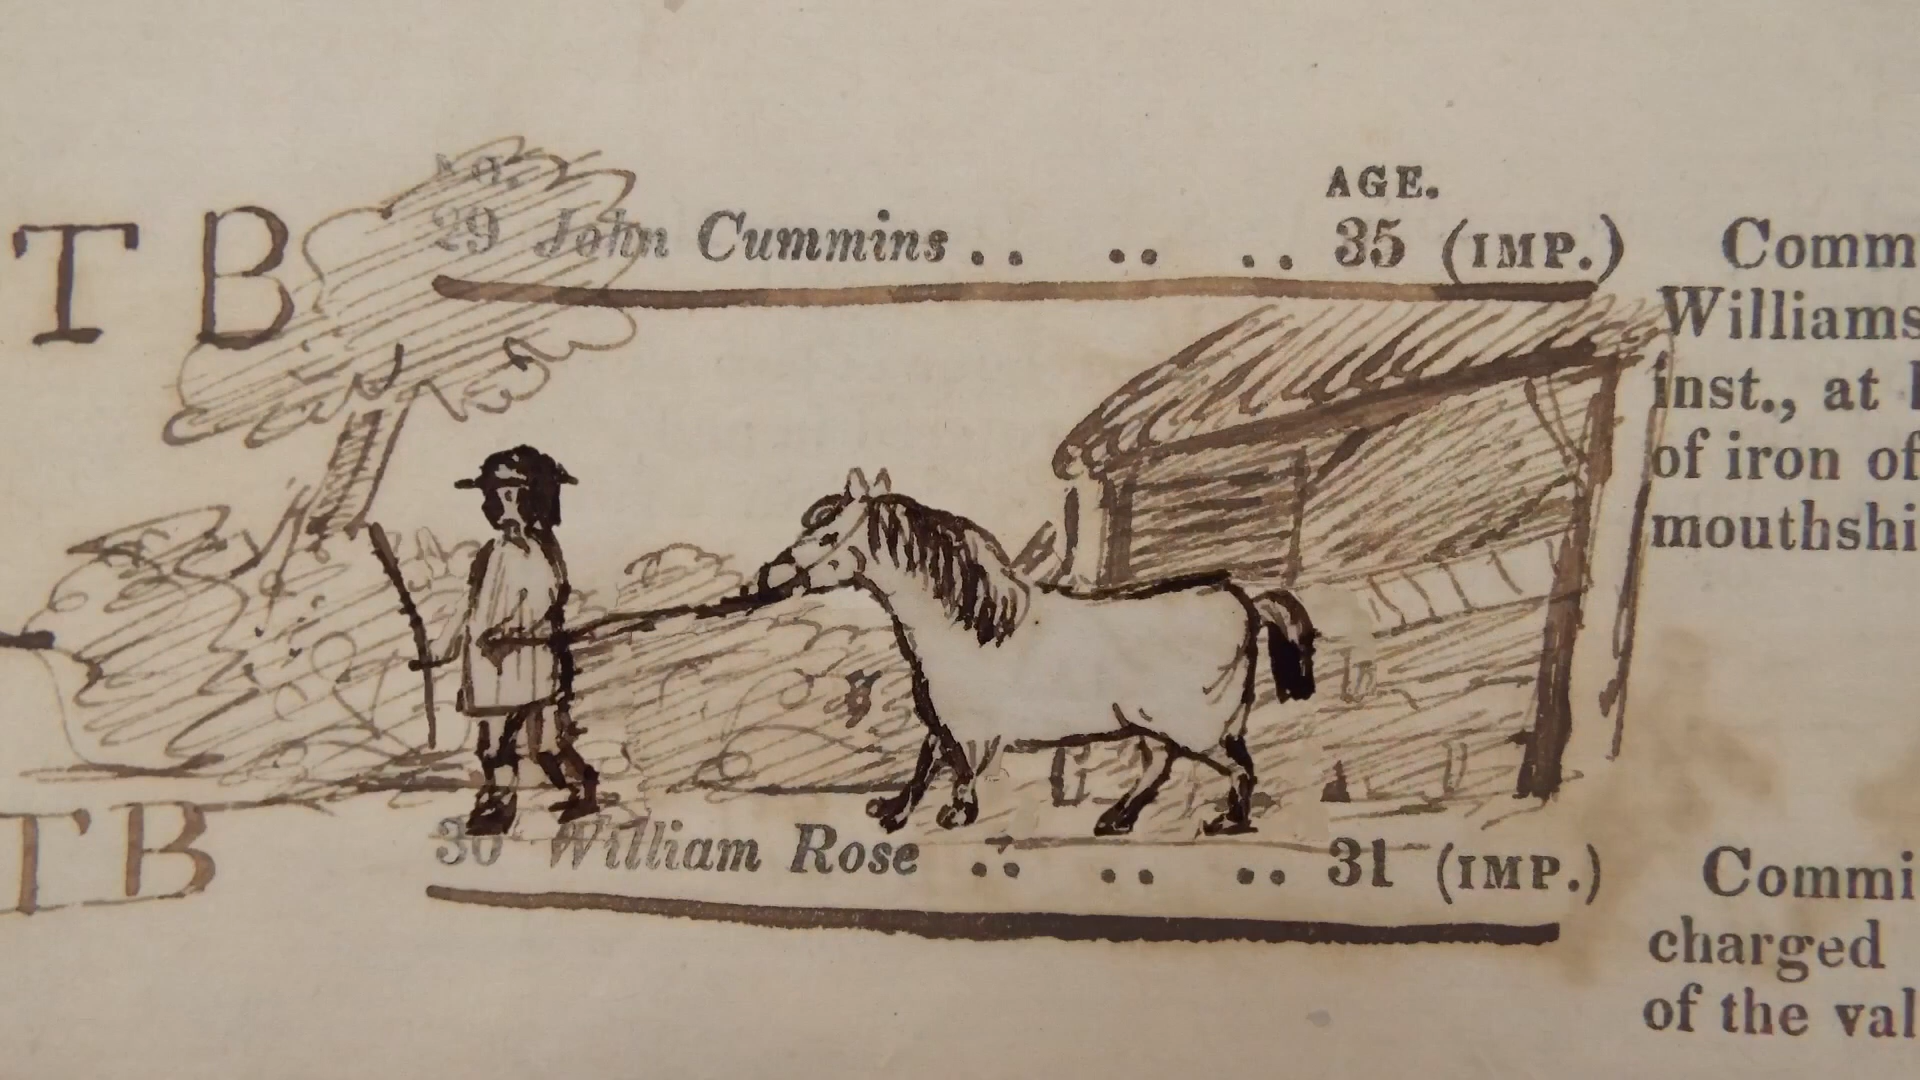 No. AGE.
T B 29 John Cummins .. .. .. 35 (IMP.) Comm
Williams
inst., at
of iron of
mouthshi
TB 30 William Rose .. .. .. 31 (IMP.) Commi
charged
of the val